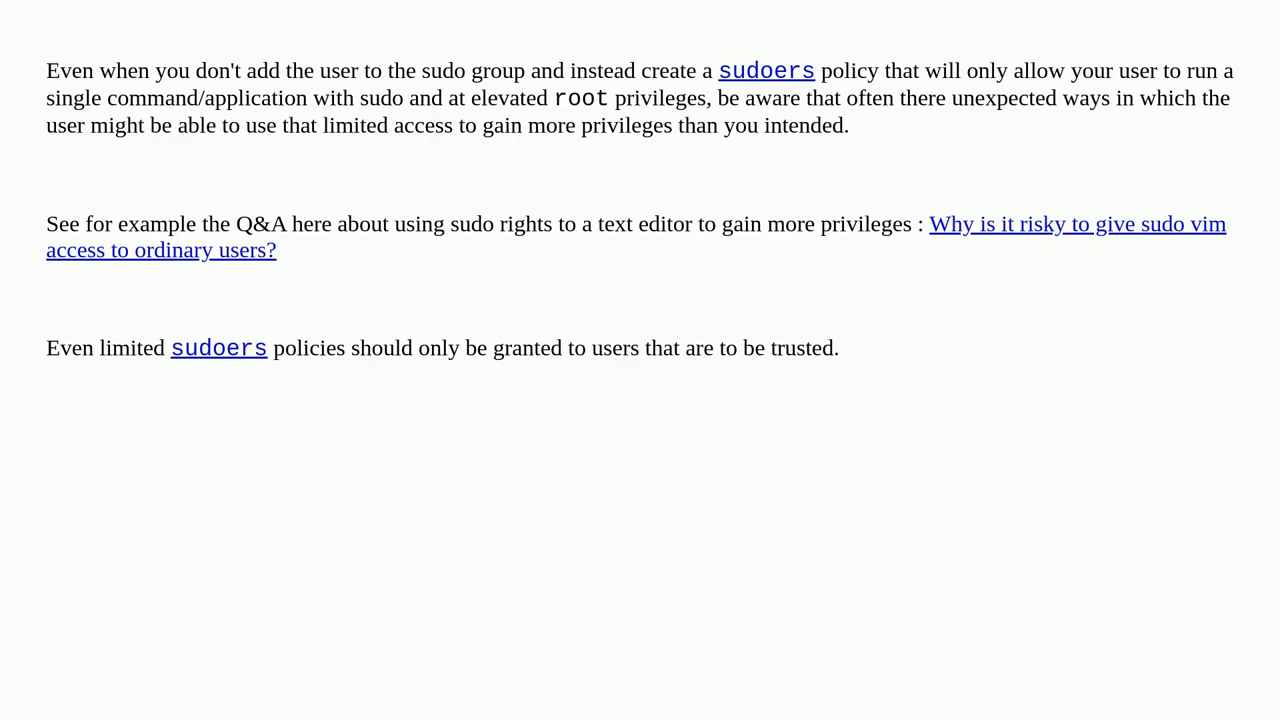 Even when you don't add the user to the sudo group and instead create a sudoers policy that will only allow your user to run a
single command/application with sudo and at elevated root privileges, be aware that often there unexpected ways in which the
user might be able to use that limited access to gain more privileges than you intended.
See for example the Q&A here about using sudo rights to a text editor to gain more privileges : Why is it risky to give sudo vim
access to ordinary users?
Even limited sudoers policies should only be granted to users that are to be trusted.